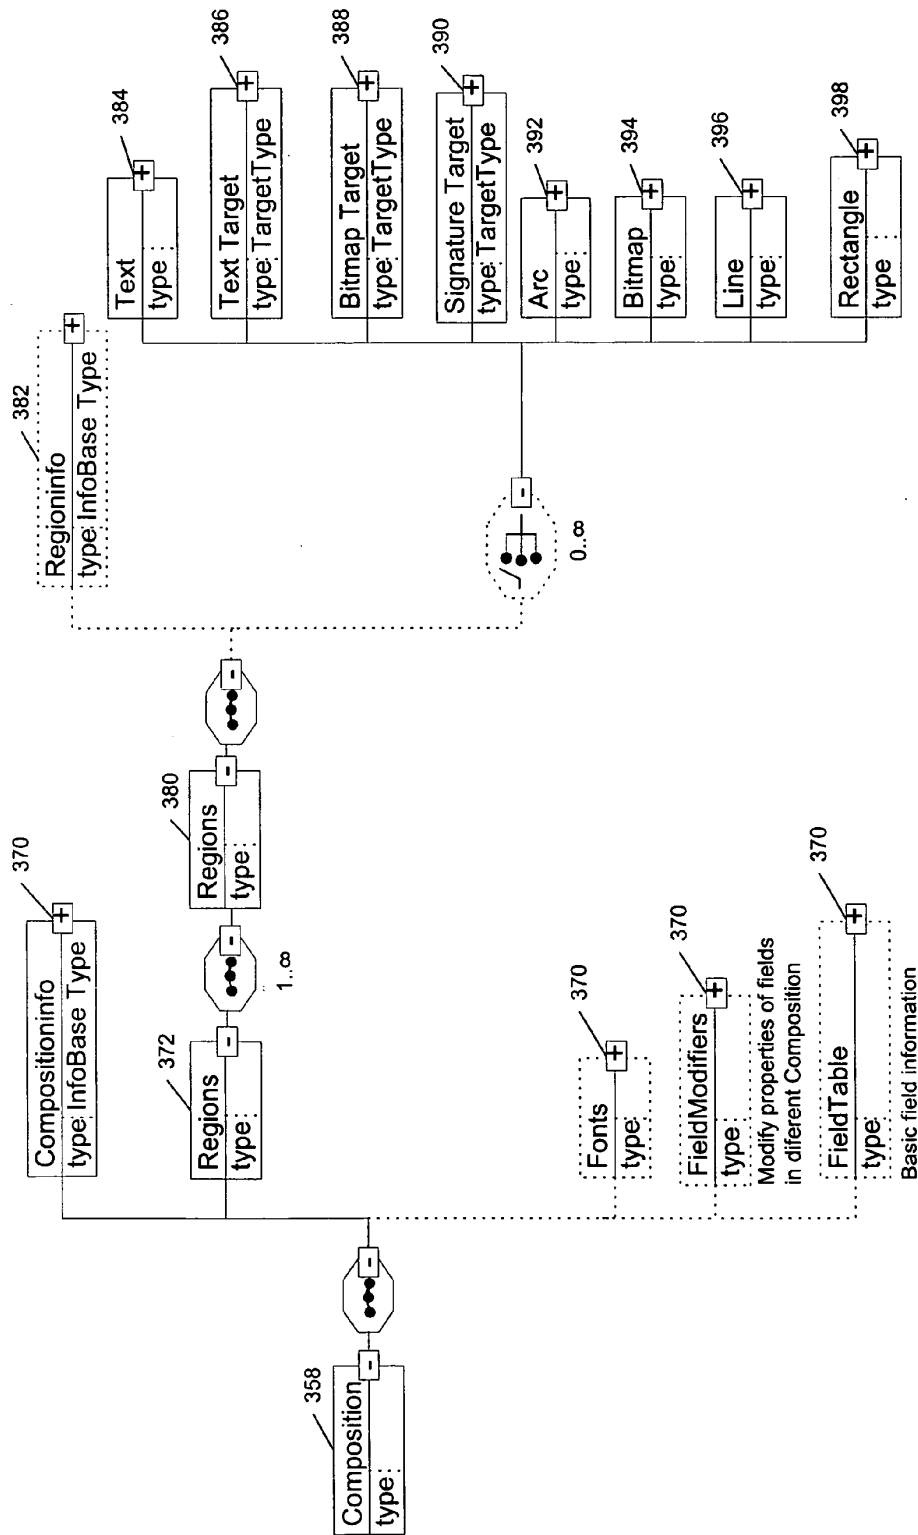 358
Composition
type:
370
Compositioninfo
type: InfoBase Type
372
Regions
type:
1..∞
380
Regions
type:
370
Fonts
type
370
FieldModifiers
type
Modify properties of fields
in diferent Composition
370
FieldTable
type
Basic field information
382
Regioninfo
type: InfoBase Type
0..∞
384
Text
type :
386
Text Target
type: TargetType
388
Bitmap Target
type: TargetType
390
Signature Target
type: TargetType
392
Arc
type:
394
Bitmap
type:
396
Line
type:
398
Rectangle
type :